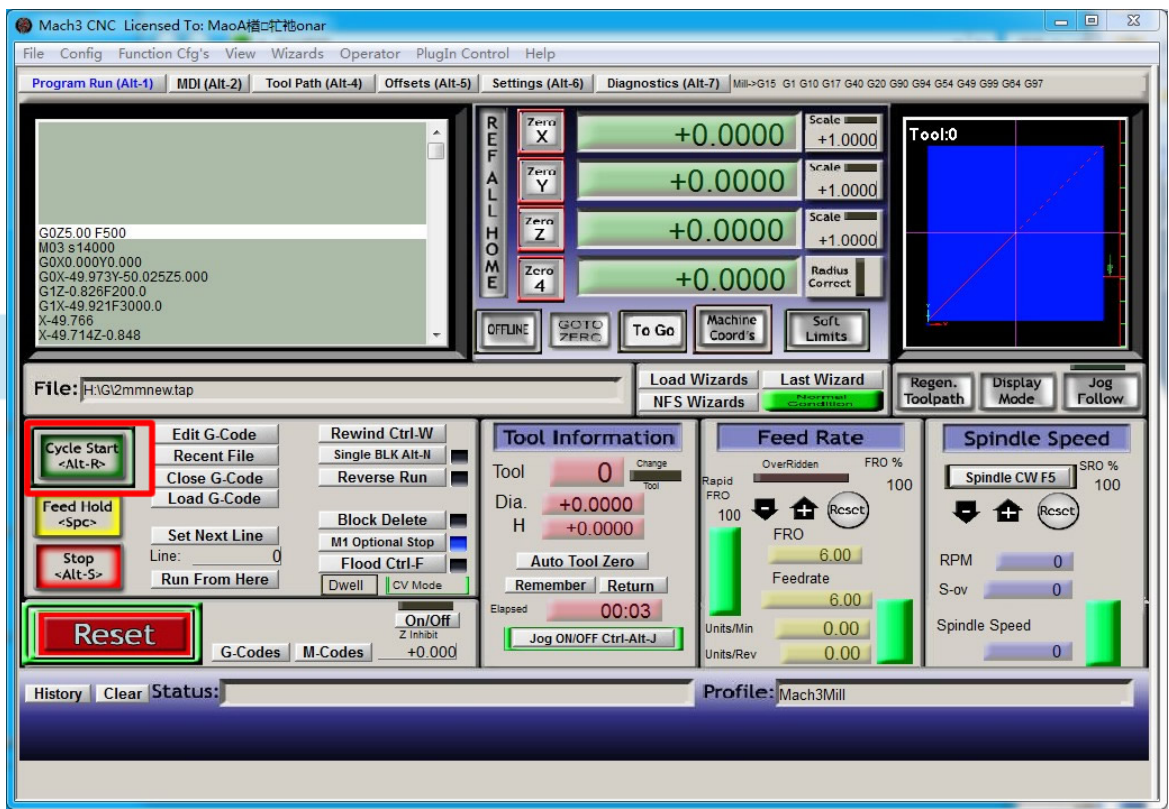 Mach3 CNC Licensed To: MaoA楿□牤袘onar
File Config Function Cfg's View Wizards Operator PlugIn Control Help
Program Run (Alt-1) MDI (Alt-2) Tool Path (Alt-4) Offsets (Alt-5) Settings (Alt-6) Diagnostics (Alt-7) Mill->G15 G1 G10 G17 G40 G20 G90 G94 G54 G49 G99 G64 G97
G0Z5.00 F500
M03 s14000
G0X0.000Y0.000
G0X-49.973Y-50.025Z5.000
G1Z-0.826F200.0
G1X-49.921F3000.0
X-49.766
X-49.714Z-0.848
REF ALL HOME
Zero X +0.0000 Scale +1.0000
Zero Y +0.0000 Scale +1.0000
Zero Z +0.0000 Scale +1.0000
Zero 4 +0.0000 Radius Correct
OFFLINE GOTO ZERO To Go Machine Coord's Soft Limits
Tool:0
File: H:\G\2mmnew.tap
Load Wizards Last Wizard
NFS Wizards Normal Condition
Regen. Toolpath Display Mode Jog Follow
Cycle Start
<Alt-R>
Feed Hold
<Spc>
Stop
<Alt-S>
Edit G-Code
Recent File
Close G-Code
Load G-Code
Set Next Line
Line: 0
Run From Here
Rewind Ctrl-W
Single BLK Alt-N
Reverse Run
Block Delete
M1 Optional Stop
Flood Ctrl-F
Dwell CV Mode
Reset
G-Codes M-Codes
On/Off
Z Inhibit
+0.000
Tool Information
Tool 0 Change Tool
Dia. +0.0000
H +0.0000
Auto Tool Zero
Remember Return
Elapsed 00:03
Jog ON/OFF Ctrl-Alt-J
Feed Rate
OverRidden FRO %
100
Rapid
FRO
100
Reset
FRO
6.00
Feedrate
6.00
Units/Min 0.00
Units/Rev 0.00
Spindle Speed
Spindle CW F5
SRO %
100
Reset
RPM 0
S-ov 0
Spindle Speed
0
History Clear Status:
Profile: Mach3Mill